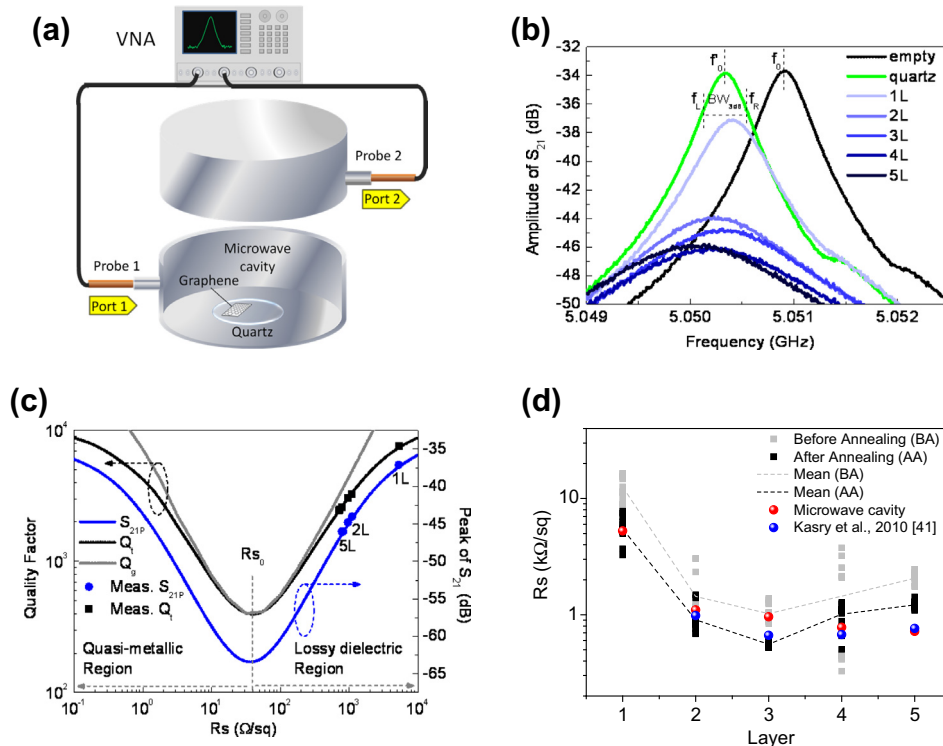 (a)
VNA
Probe 2
Port 2
Microwave
cavity
Probe 1
Graphene
Port 1
Quartz
(b)
-32
-34
-36
-38
-40
-42
-44
-46
-48
-50
Amplitude of S21 (dB)
f'0
f0
fL
BW3dB
fR
empty
quartz
1L
2L
3L
4L
5L
5.049
5.050
5.051
5.052
Frequency (GHz)
(c)
10^4
10^3
10^2
Quality Factor
S21P
Qt
Qg
Meas. S21P
Meas. Qt
Rs0
1L
2L
5L
Quasi-metallic
Region
Lossy dielectric
Region
-35
-40
-45
-50
-55
-60
-65
Peak of S21
(dB)
10^-1
10^0
10^1
10^2
10^3
10^4
Rs (Ω/sq)
(d)
10
1
Rs (kΩ/sq)
Before Annealing (BA)
After Annealing (AA)
Mean (BA)
Mean (AA)
Microwave cavity
Kasry et al., 2010 [41]
1
2
3
4
5
Layer